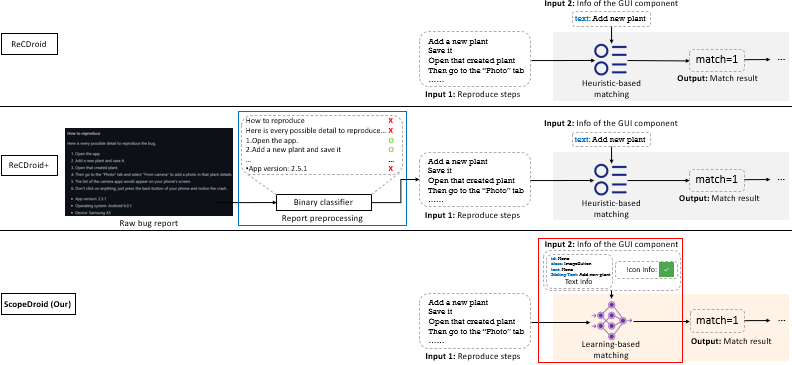 Input 2: Info of the GUI component
text: Add new plant
ReCDroid
Add a new plant
Save it
Open that created plant
Then go to the “Photo” tab
......
Input 1: Reproduce steps
Heuristic-based
matching
match=1
...
Output: Match result
ReCDroid+
How to reproduce
Here is every possible detail to reproduce the bug.
1. Open the app.
2. Add a new plant and save it.
3. Open that created plant.
4. Then go to the "Photo" tab and select "From camera" to add a photo in that plant details.
5. The list of the camera apps would appear on your phone's screen.
6. Don't click on anything, just press the back button of your phone and notice the crash.
• App version: 2.5.1
• Operating system: Android 6.0.1
• Device: Samsung A5
Raw bug report
How to reproduce X
Here is every possible detail to reproduce... X
1.Open the app. O
2.Add a new plant and save it O
... ...
•App version: 2.5.1 X
Binary classifier
Report preprocessing
Add a new plant
Save it
Open that created plant
Then go to the “Photo” tab
......
Input 1: Reproduce steps
Input 2: Info of the GUI component
text: Add new plant
Heuristic-based
matching
match=1
...
Output: Match result
ScopeDroid (Our)
Add a new plant
Save it
Open that created plant
Then go to the “Photo” tab
......
Input 1: Reproduce steps
Input 2: Info of the GUI component
id: None
class: ImageButton
text: None
Sibling Text: Add new plant
Text Info
Icon Info:
Learning-based
matching
match=1
...
Output: Match result